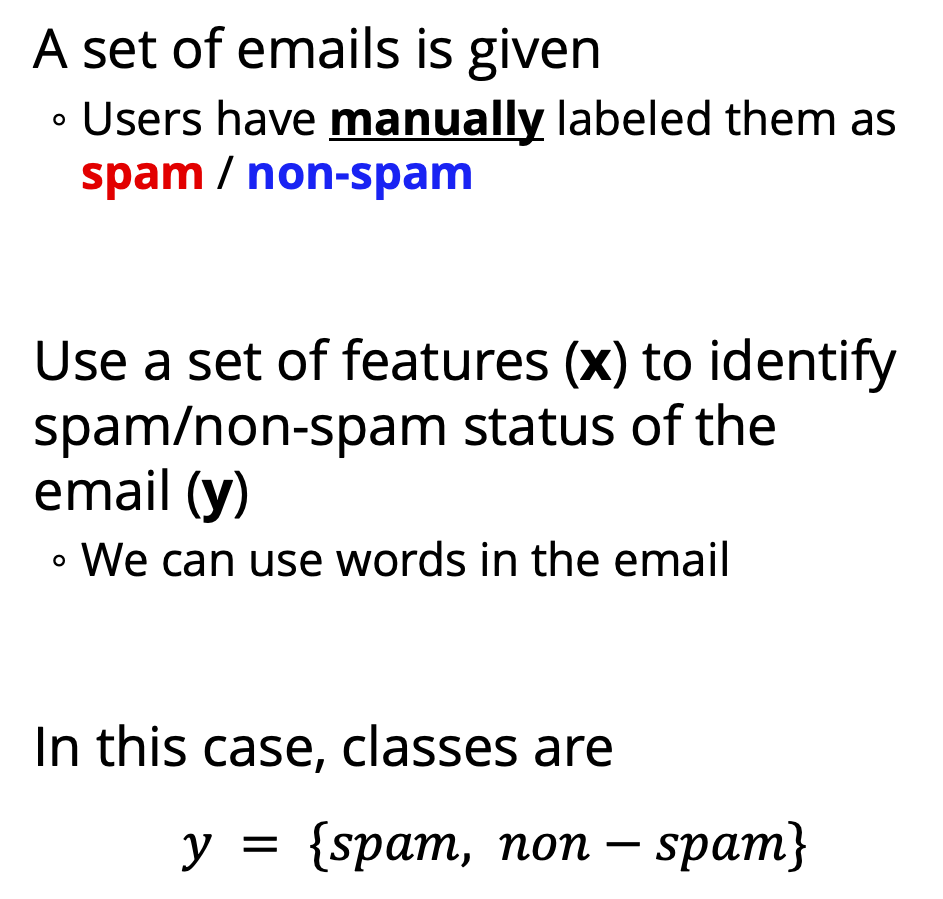 A set of emails is given
◦ Users have manually labeled them as
spam / non-spam
Use a set of features (x) to identify
spam/non-spam status of the
email (y)
◦ We can use words in the email
In this case, classes are
y = {spam, non − spam}